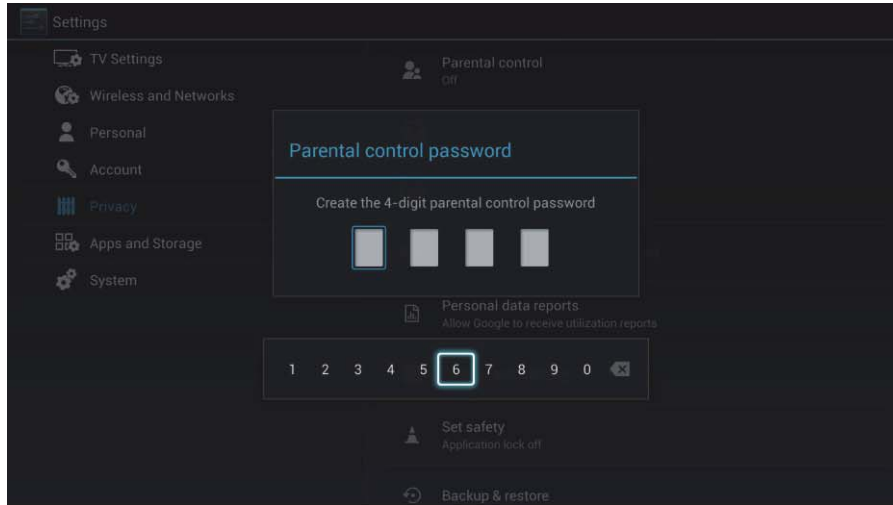 Settings
TV Settings
Wireless and Networks
Personal
Account
Privacy
Apps and Storage
System
Parental control
Off
Parental control password
Create the 4-digit parental control password
Personal data reports
Allow Google to receive utilization reports
1 2 3 4 5 6 7 8 9 0
Set safety
Application lock off
Backup & restore